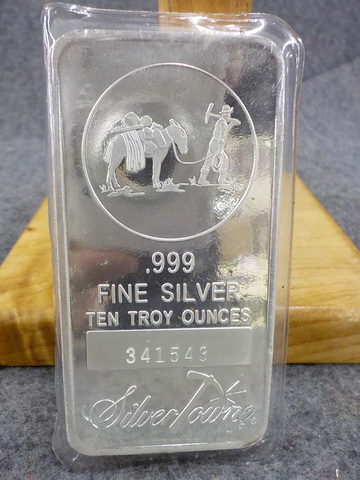 .999
FINE SILVER
TEN TROY OUNCES
341543
SilverTowne